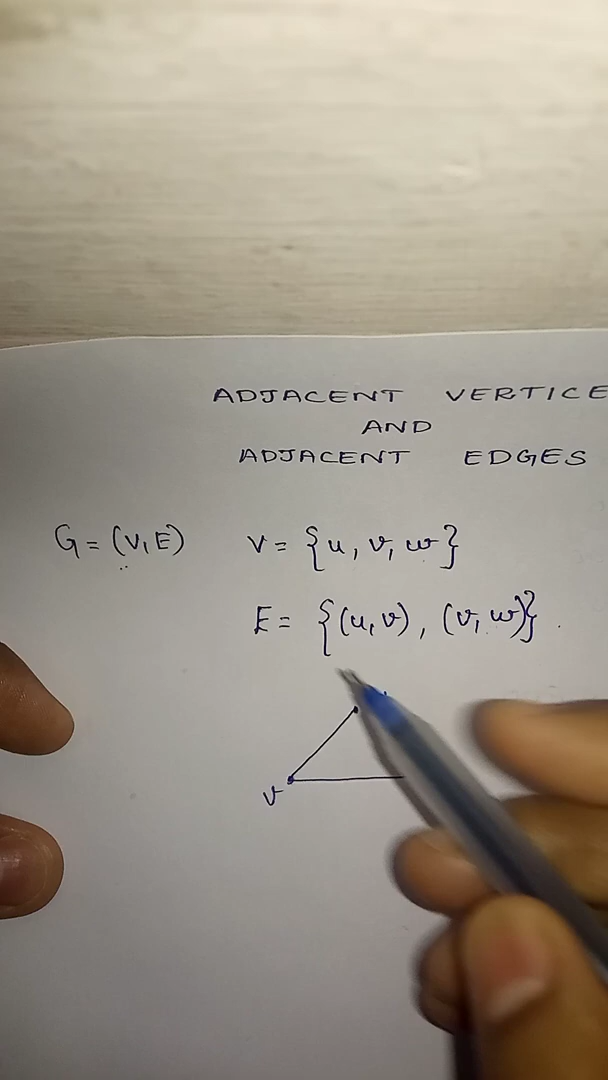 ADJACENT VERTICE
AND
ADJACENT EDGES
G = (V, E) V = {u, v, w}
E = {(u, v), (v, w)}
v